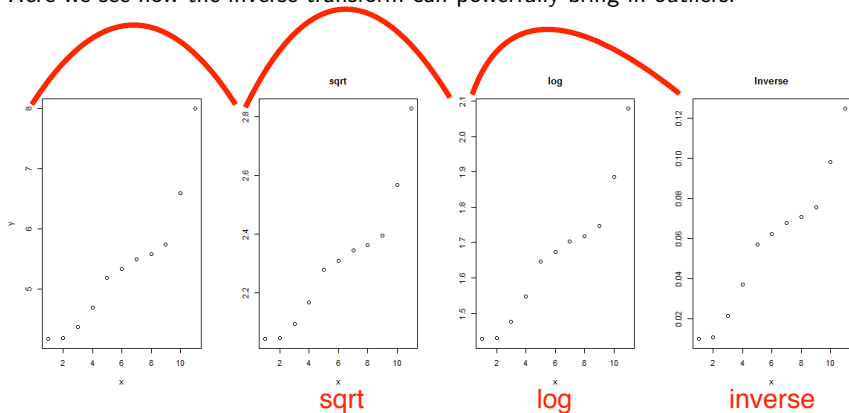 Here we see how the inverse transform can powerfully bring in outliers.
sqrt
log
Inverse
8
7
6
5
y
2 4 6 8 10
x
2.8
2.6
2.4
2.2
2 4 6 8 10
x
2.1
2.0
1.9
1.8
1.7
1.6
1.5
2 4 6 8 10
x
0.12
0.10
0.08
0.06
0.04
0.02
2 4 6 8 10
x
sqrt
log
inverse